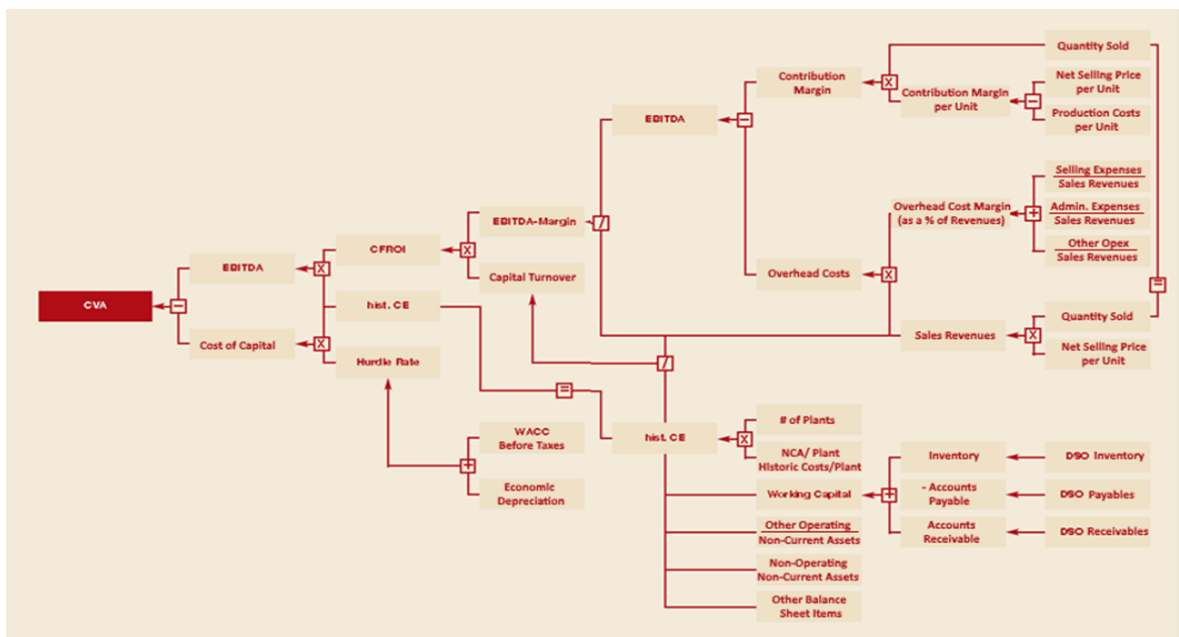 Quantity Sold
Contribution
Margin
Net Selling Price
per Unit
x
Contribution Margin
per Unit
−
EBITDA
−
Production Costs
per Unit
Selling Expenses
Sales Revenues
EBITDA-Margin
/
Overhead Cost Margin
(as a % of Revenues)
+
Admin. Expenses
Sales Revenues
CFROI
x
Other Opex
Sales Revenues
EBITDA
x
Capital Turnover
Overhead Costs
x
=
CVA
−
hist. CE
Quantity Sold
Cost of Capital
x
Sales Revenues
x
Hurdle Rate
/
Net Selling Price
per Unit
=
# of Plants
WACC
Before Taxes
hist. CE
x
+
NCA/ Plant
Historic Costs/Plant
Inventory
DSO Inventory
Economic
Depreciation
Working Capital
+
- Accounts
Payable
DSO Payables
Other Operating
Non-Current Assets
Accounts
Receivable
DSO Receivables
Non-Operating
Non-Current Assets
Other Balance
Sheet Items